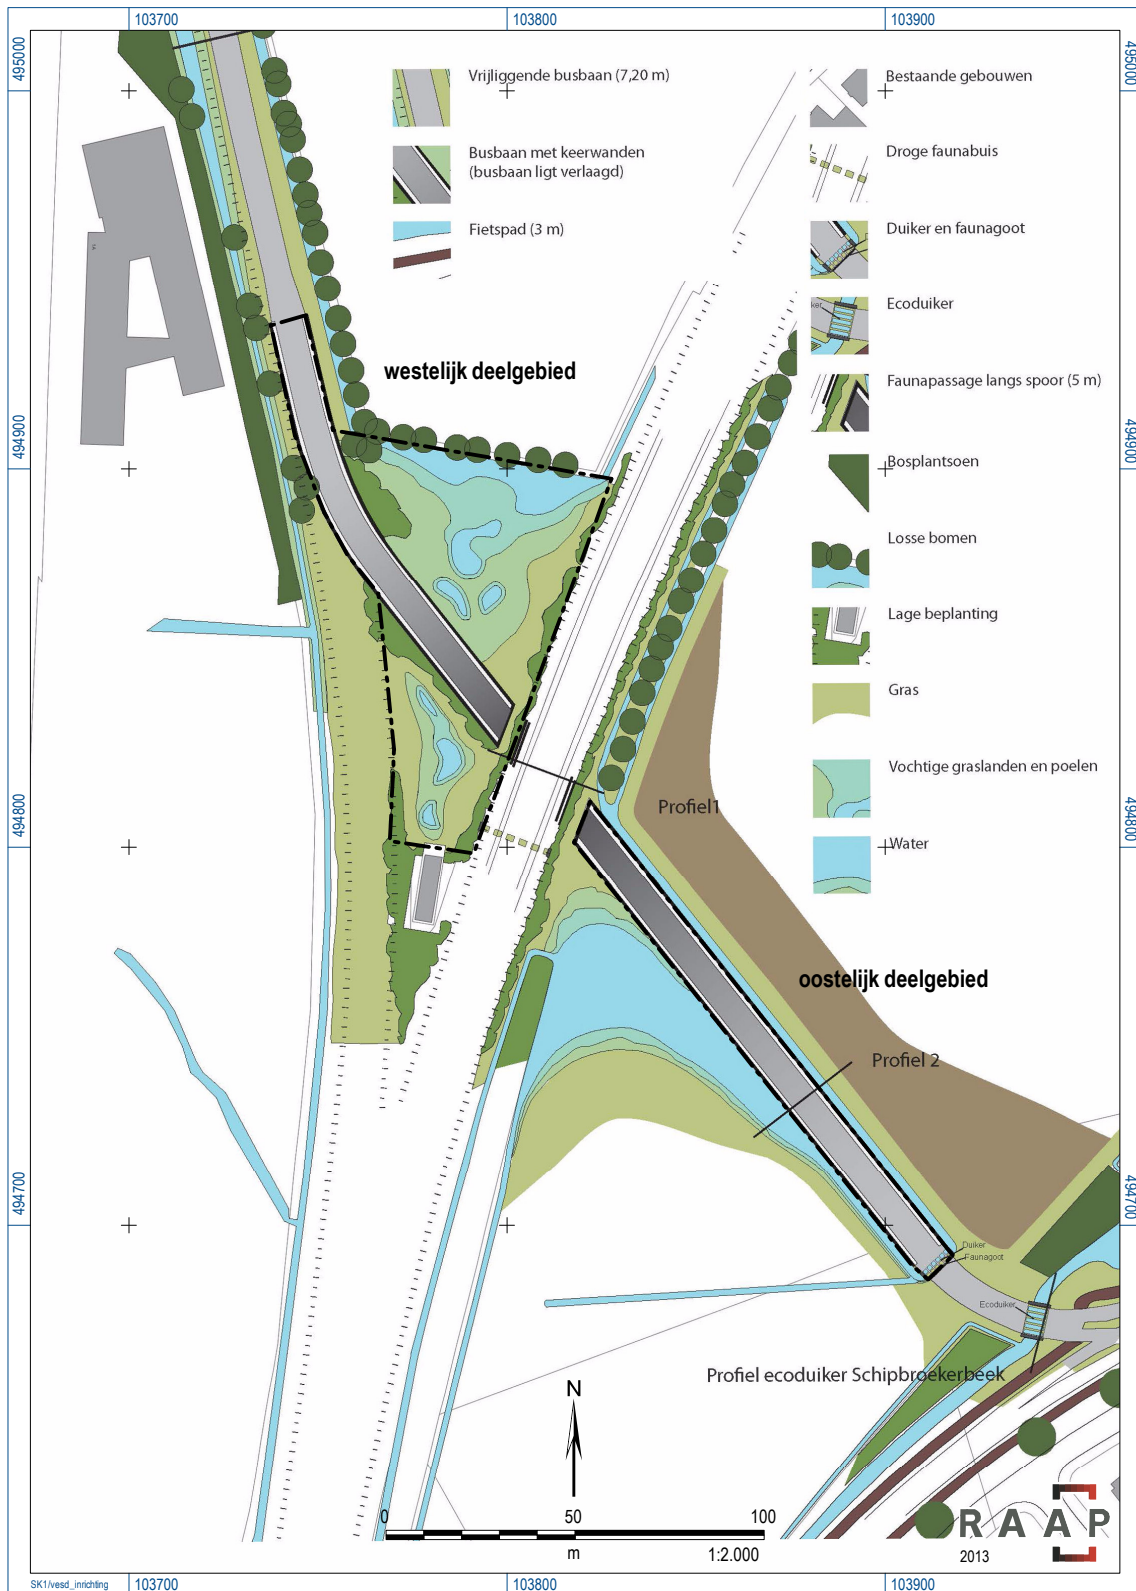 103700
103800
103900
495000
495000
Vrijliggende busbaan (7,20 m)
Bestaande gebouwen
Busbaan met keerwanden
(busbaan ligt verlaagd)
Droge faunabuis
Fietspad (3 m)
Duiker en faunagoot
Ecoduiker
westelijk deelgebied
Faunapassage langs spoor (5 m)
494900
494900
Bosplantsoen
Losse bomen
Lage beplanting
Gras
Vochtige graslanden en poelen
Profiel1
494800
494800
Water
oostelijk deelgebied
Profiel 2
494700
494700
Duiker
Faunagoot
Ecoduiker
Profiel ecoduiker Schipbroekerbeek
N
0
50
100
m
1:2.000
RAAP
2013
SK1/vesd_inrichting
103700
103800
103900